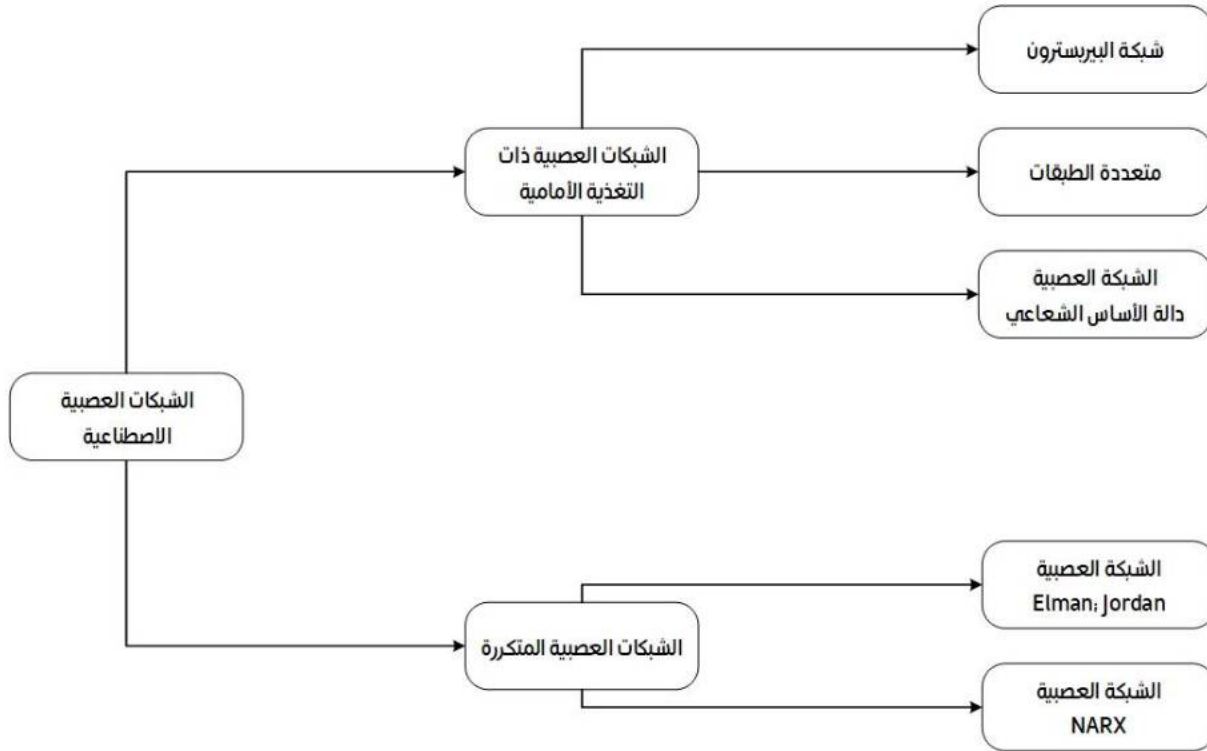 شبكة البيربسترون
الشبكات العصبية ذات
التغذية الأمامية
متعددة الطبقات
الشبكة العصبية
دالة الأساس الشعاعي
الشبكات العصبية
الاصطناعية
الشبكة العصبية
Elman; Jordan
الشبكات العصبية المتكررة
الشبكة العصبية
NARX